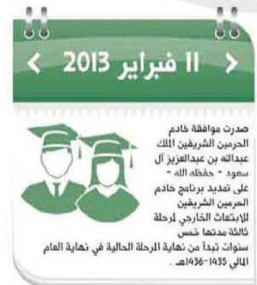 11 فبراير 2013
صدرت موافقة خادم
الحرمين الشريفين الملك
عبدالله بن عبدالعزيز آل
سعود - حفظه الله -
على تمديد برنامج خادم
الحرمين الشريفين
للابتعاث الخارجي لمرحلة
ثالثة مدتها خمس
سنوات تبدأ من نهاية المرحلة الحالية في نهاية العام
المالي 1435-1436هـ .